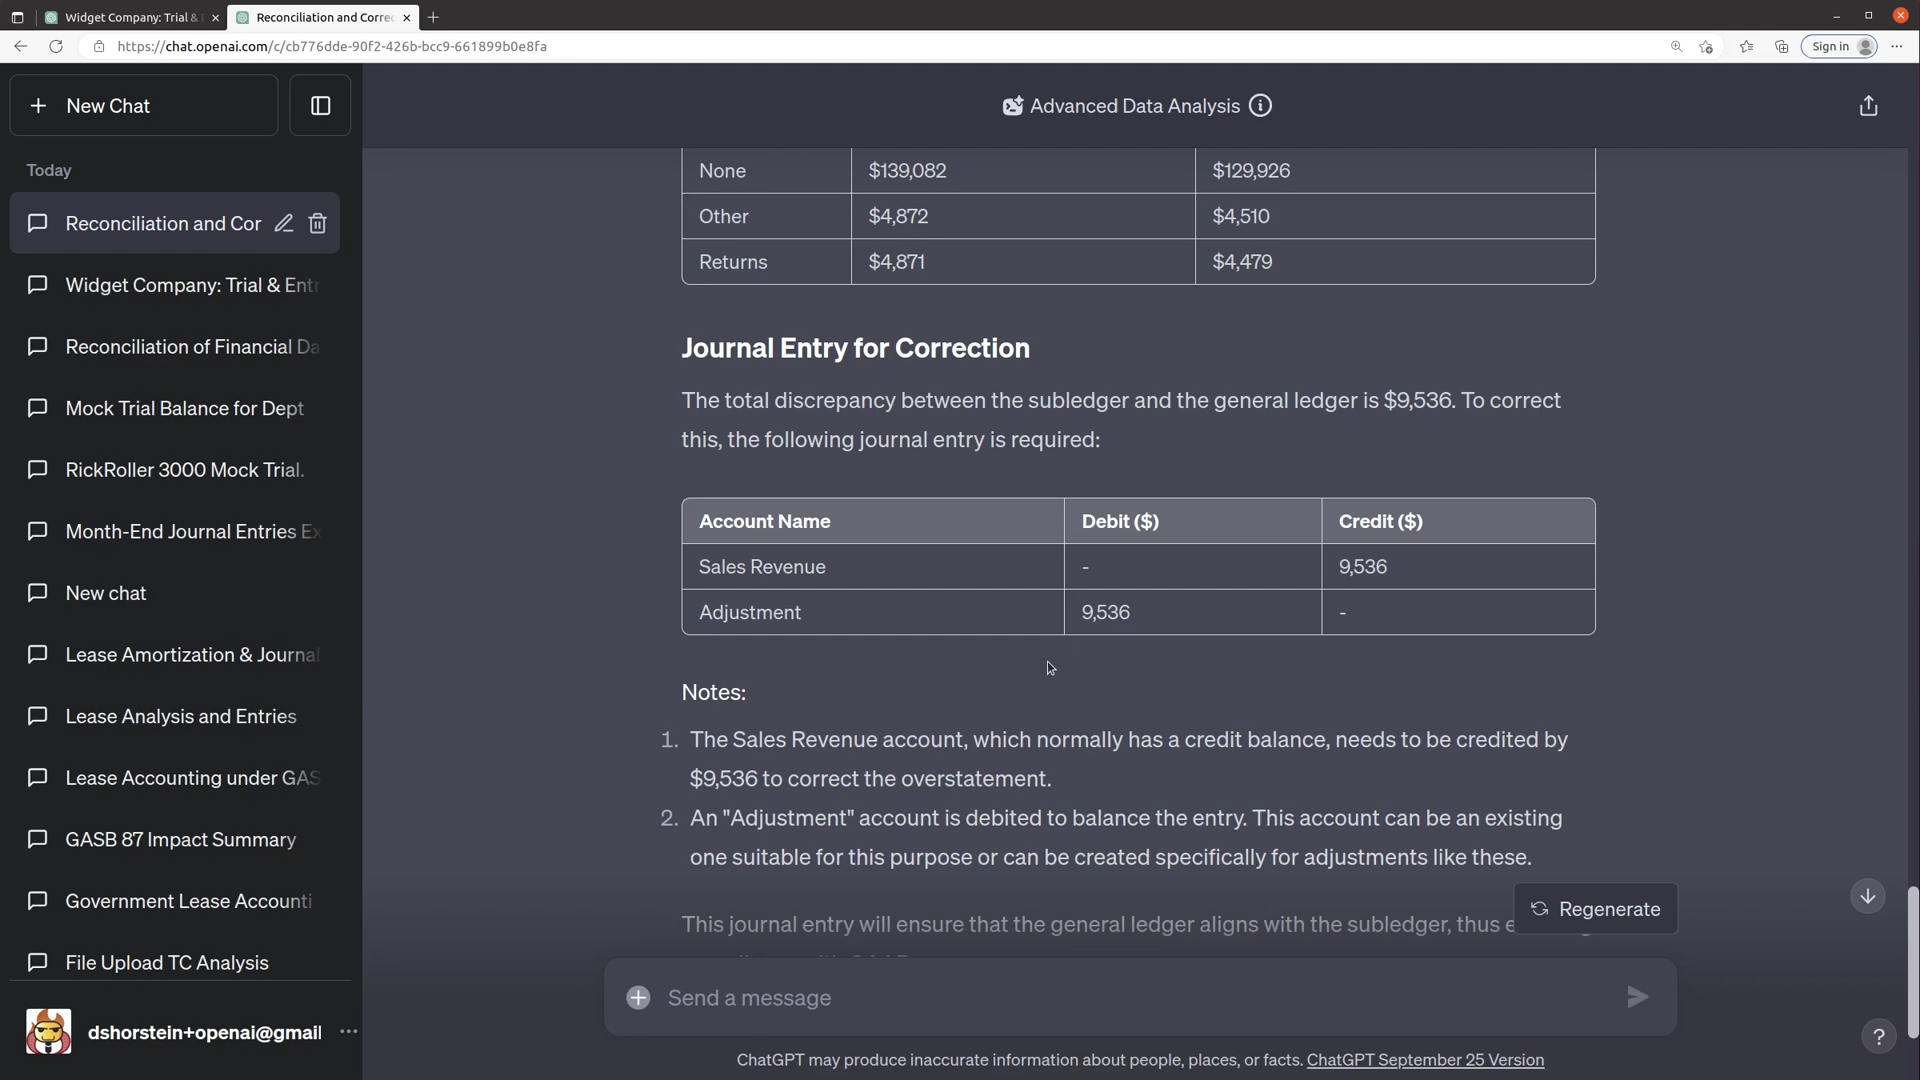 Widget Company: Trial &
Reconciliation and Correc
https://chat.openai.com/c/cb776dde-90f2-426b-bcc9-661899b0e8fa
Sign in
New Chat
Advanced Data Analysis
Today
Reconciliation and Cor
Widget Company: Trial & Entr
Reconciliation of Financial Da
Mock Trial Balance for Dept
RickRoller 3000 Mock Trial.
Month-End Journal Entries Ex
New chat
Lease Amortization & Journal
Lease Analysis and Entries
Lease Accounting under GAS
GASB 87 Impact Summary
Government Lease Accounti
File Upload TC Analysis
dshorstein+openai@gmail
None $139,082 $129,926
Other $4,872 $4,510
Returns $4,871 $4,479
Journal Entry for Correction
The total discrepancy between the subledger and the general ledger is $9,536. To correct
this, the following journal entry is required:
Account Name Debit ($) Credit ($)
Sales Revenue - 9,536
Adjustment 9,536 -
Notes:
1. The Sales Revenue account, which normally has a credit balance, needs to be credited by
$9,536 to correct the overstatement.
2. An "Adjustment" account is debited to balance the entry. This account can be an existing
one suitable for this purpose or can be created specifically for adjustments like these.
This journal entry will ensure that the general ledger aligns with the subledger, thus
Regenerate
Send a message
?
ChatGPT may produce inaccurate information about people, places, or facts. ChatGPT September 25 Version